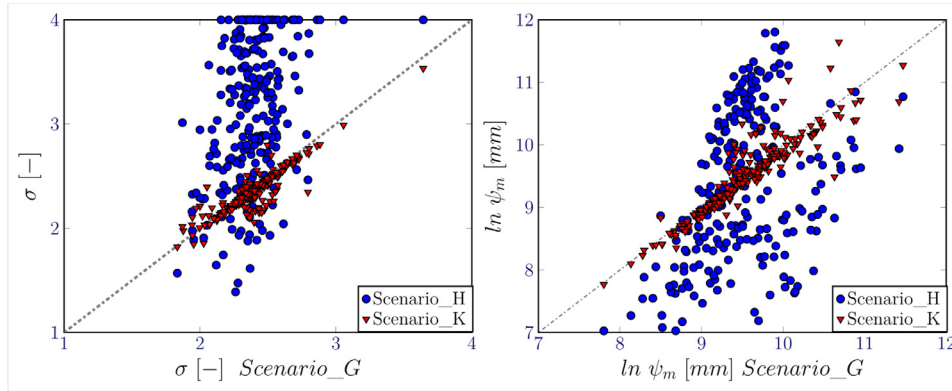 4
3
2
1
σ [−]
1
2
3
4
σ [−] Scenario_G
Scenario_H
Scenario_K
12
11
10
9
8
7
ln ψm [mm]
7
8
9
10
11
12
ln ψm [mm] Scenario_G
Scenario_H
Scenario_K